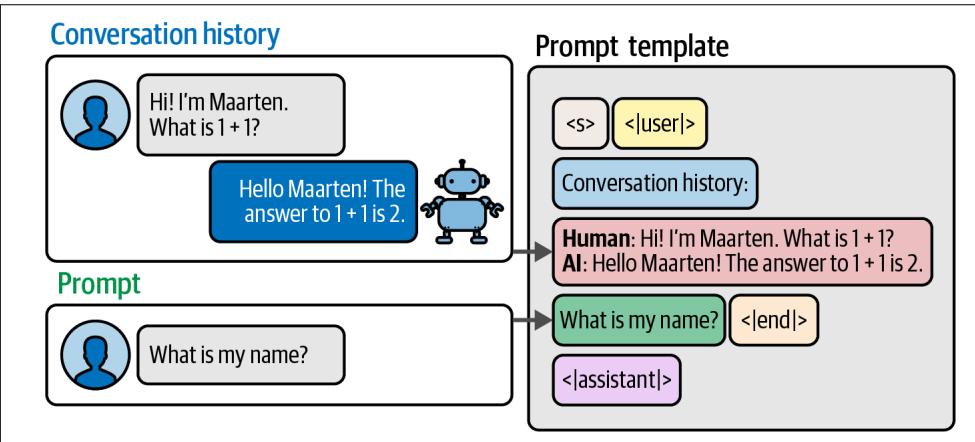 Conversation history
Hi! I'm Maarten.
What is 1 + 1?
Hello Maarten! The
answer to 1 + 1 is 2.
Prompt
What is my name?
Prompt template
<s> <|user|>
Conversation history:
Human: Hi! I'm Maarten. What is 1 + 1?
AI: Hello Maarten! The answer to 1 + 1 is 2.
What is my name? <|end|>
<|assistant|>